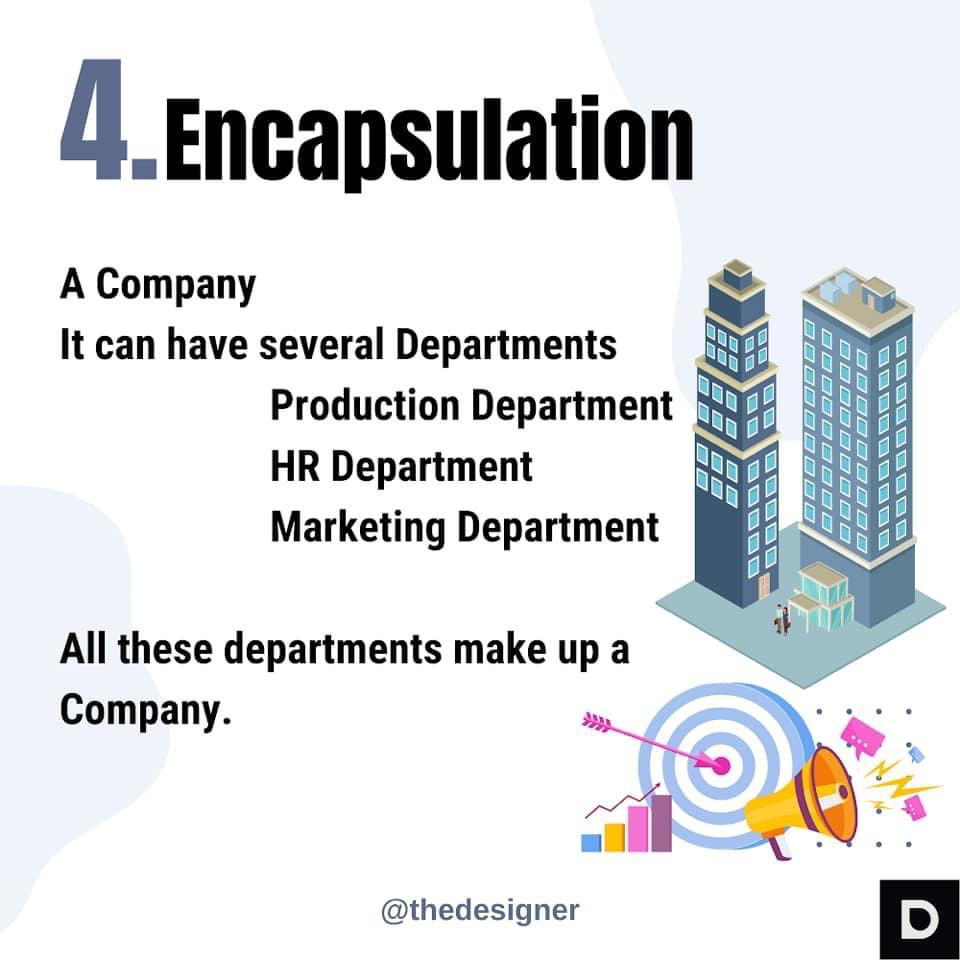 4. Encapsulation
A Company
It can have several Departments
Production Department
HR Department
Marketing Department
All these departments make up a
Company.
@thedesigner
D